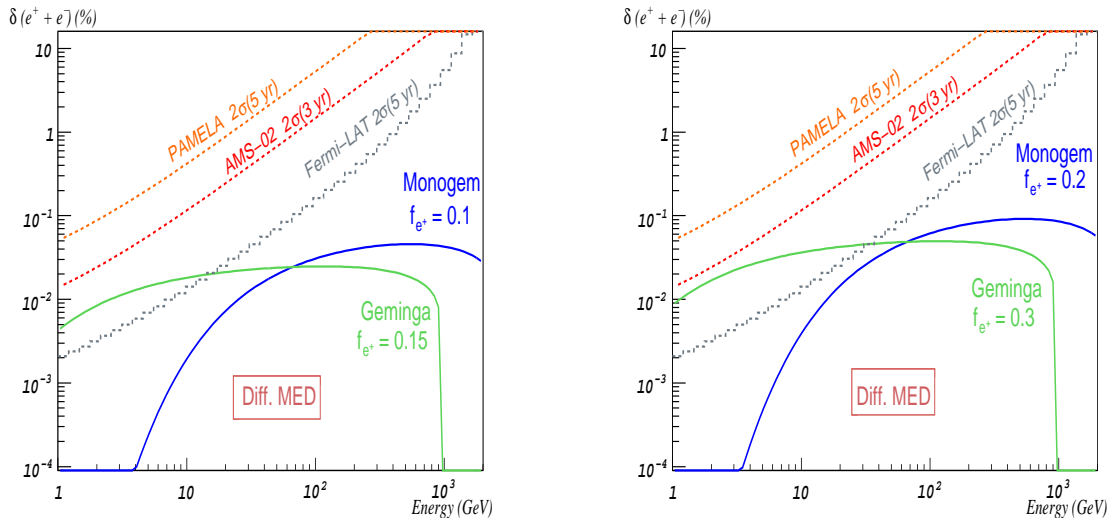 δ (e⁺ + e⁻) (%)
10
1
10⁻¹
10⁻²
10⁻³
10⁻⁴
PAMELA 2σ(5 yr)
AMS-02 2σ(3 yr)
Fermi-LAT 2σ(5 yr)
Monogem
f_e⁺ = 0.1
Geminga
f_e⁺ = 0.15
Diff. MED
1 10 10² 10³
Energy (GeV)
δ (e⁺ + e⁻) (%)
10
1
10⁻¹
10⁻²
10⁻³
10⁻⁴
PAMELA 2σ(5 yr)
AMS-02 2σ(3 yr)
Fermi-LAT 2σ(5 yr)
Monogem
f_e⁺ = 0.2
Geminga
f_e⁺ = 0.3
Diff. MED
1 10 10² 10³
Energy (GeV)